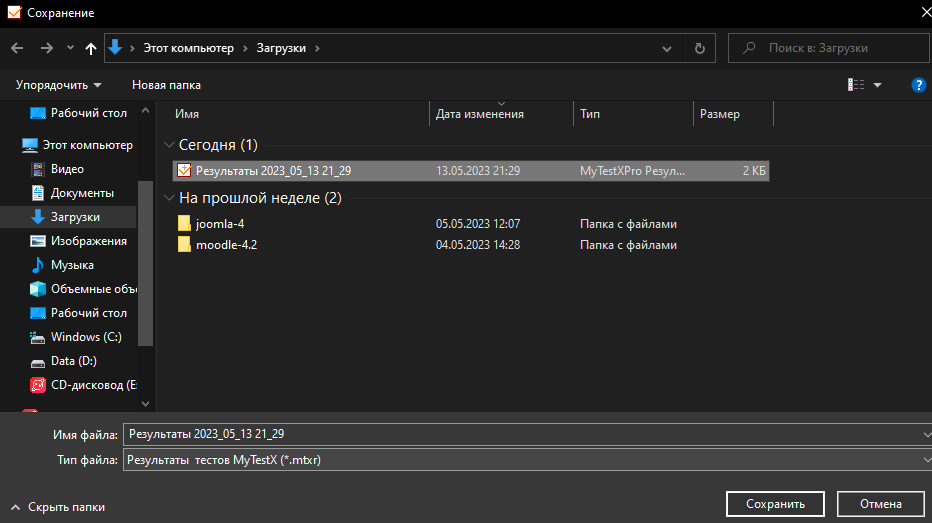 Сохранение
Этот компьютер
Загрузки
Поиск в: Загрузки
Упорядочить
Новая папка
?
Рабочий стол
Этот компьютер
Видео
Документы
Загрузки
Изображения
Музыка
Объемные объ
Рабочий стол
Windows (C:)
Data (D:)
CD-дисковод (E:
Имя Дата изменения Тип Размер
Сегодня (1)
Результаты 2023_05_13 21_29 13.05.2023 21:29 MyTestXPro Резул... 2 КБ
На прошлой неделе (2)
joomla-4 05.05.2023 12:07 Папка с файлами
moodle-4.2 04.05.2023 14:28 Папка с файлами
Имя файла: Результаты 2023_05_13 21_29
Тип файла: Результаты тестов MyTestX (*.mtxr)
Скрыть папки
Сохранить
Отмена